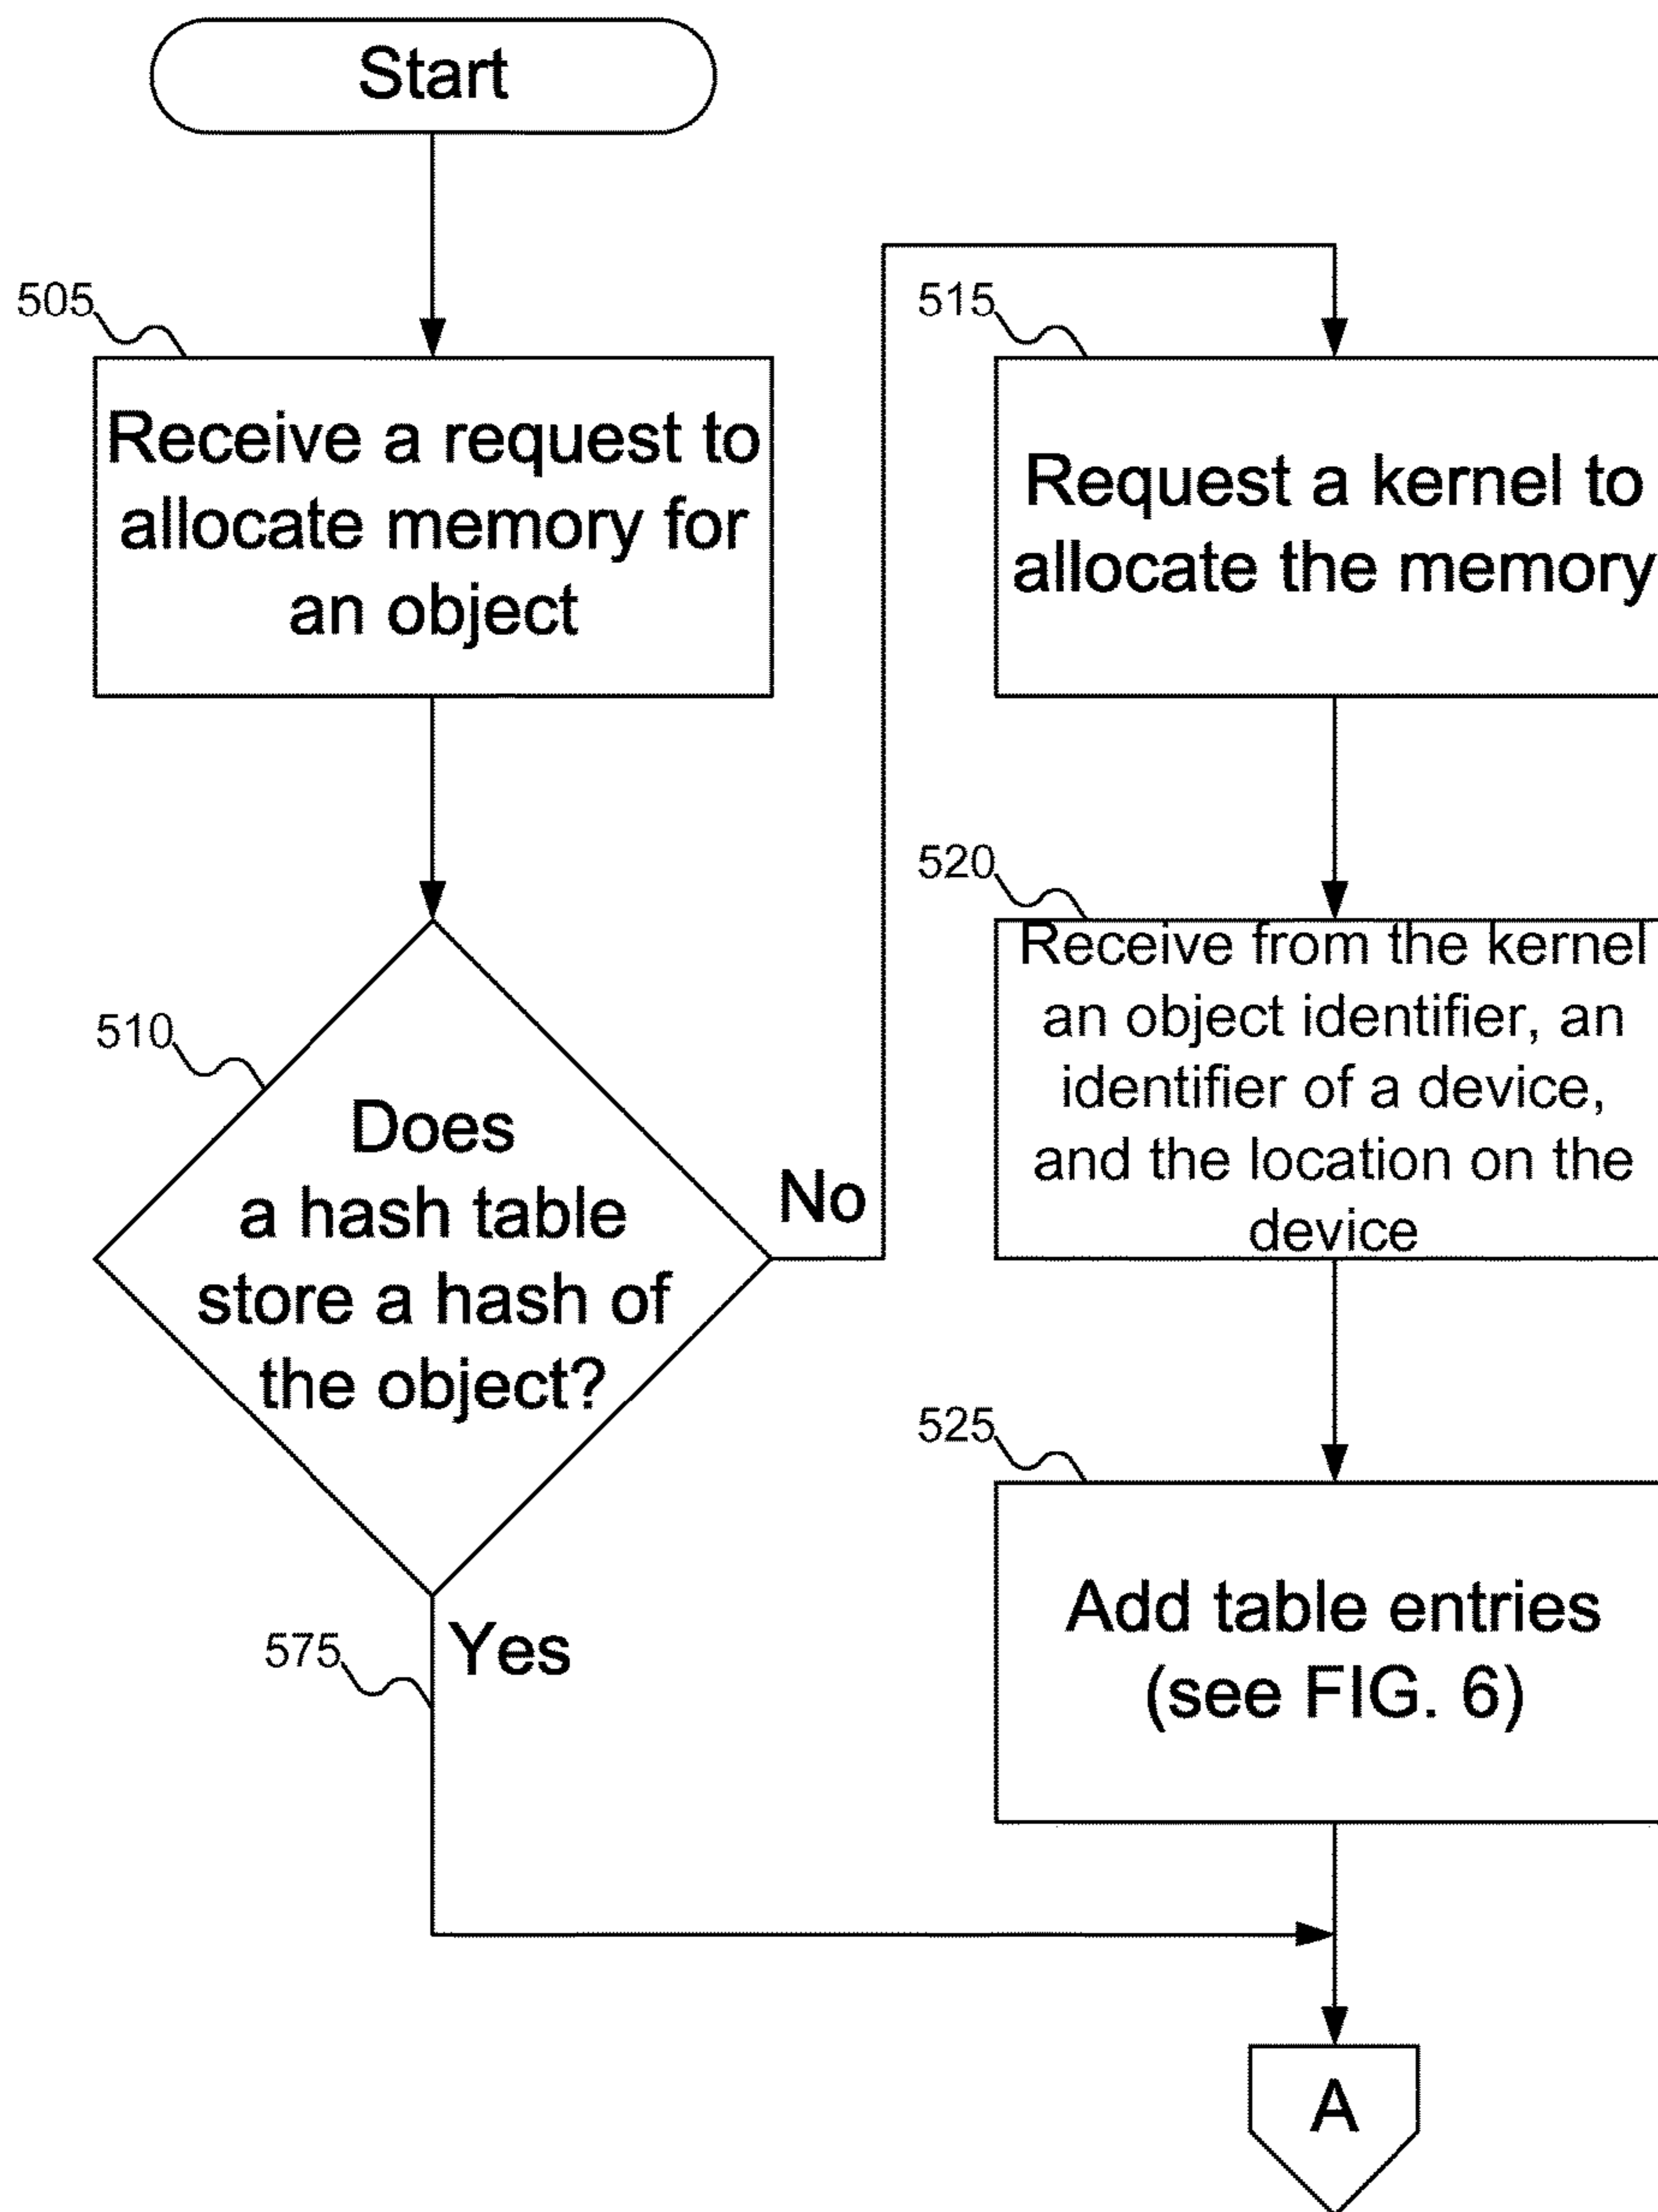 Start
505
Receive a request to
allocate memory for
an object
510
Does
a hash table
store a hash of
the object?
No
575
Yes
515
Request a kernel to
allocate the memory
520
Receive from the kernel
an object identifier, an
identifier of a device,
and the location on the
device
525
Add table entries
(see FIG. 6)
A